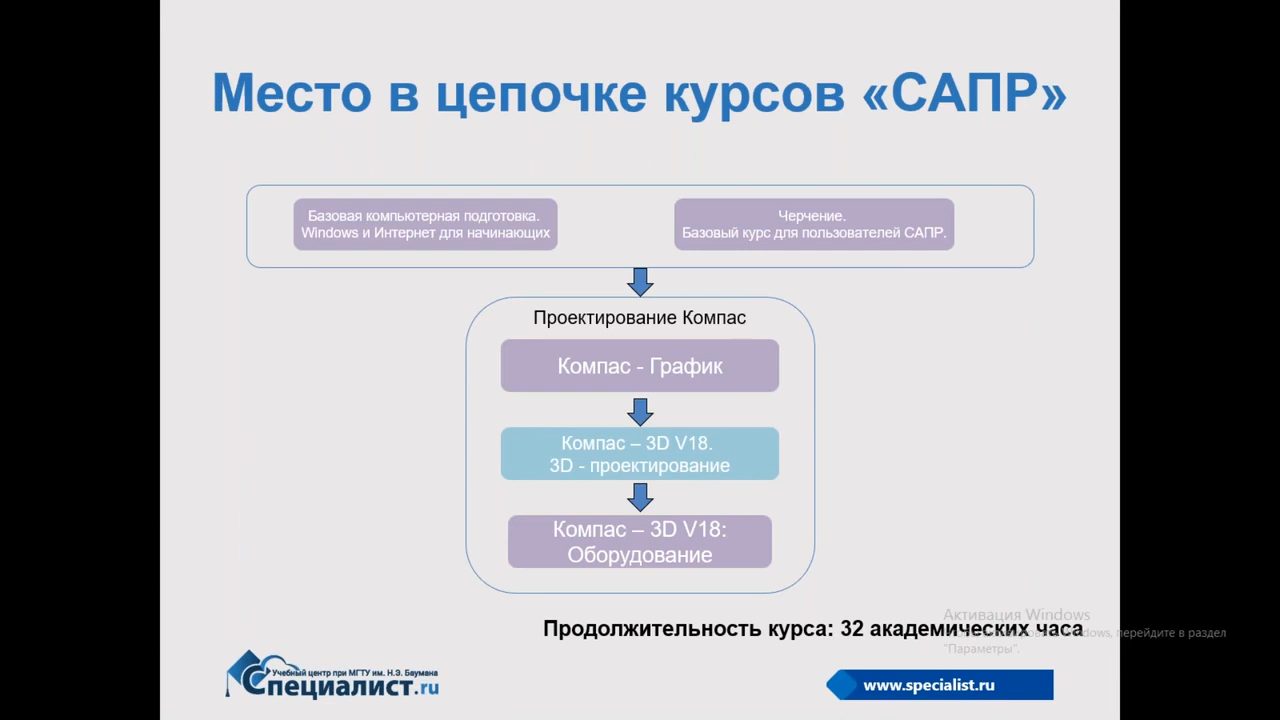 Место в цепочке курсов «САПР»
Базовая компьютерная подготовка.
Windows и Интернет для начинающих
Черчение.
Базовый курс для пользователей САПР.
Проектирование Компас
Компас - График
Компас – 3D V18.
3D - проектирование
Компас – 3D V18:
Оборудование
Продолжительность курса: 32 академических часа
Активация Windows
Windows, перейдите в раздел
"Параметры".
Учебный центр при МГТУ им. Н.Э. Баумана
Специалист.ru
www.specialist.ru